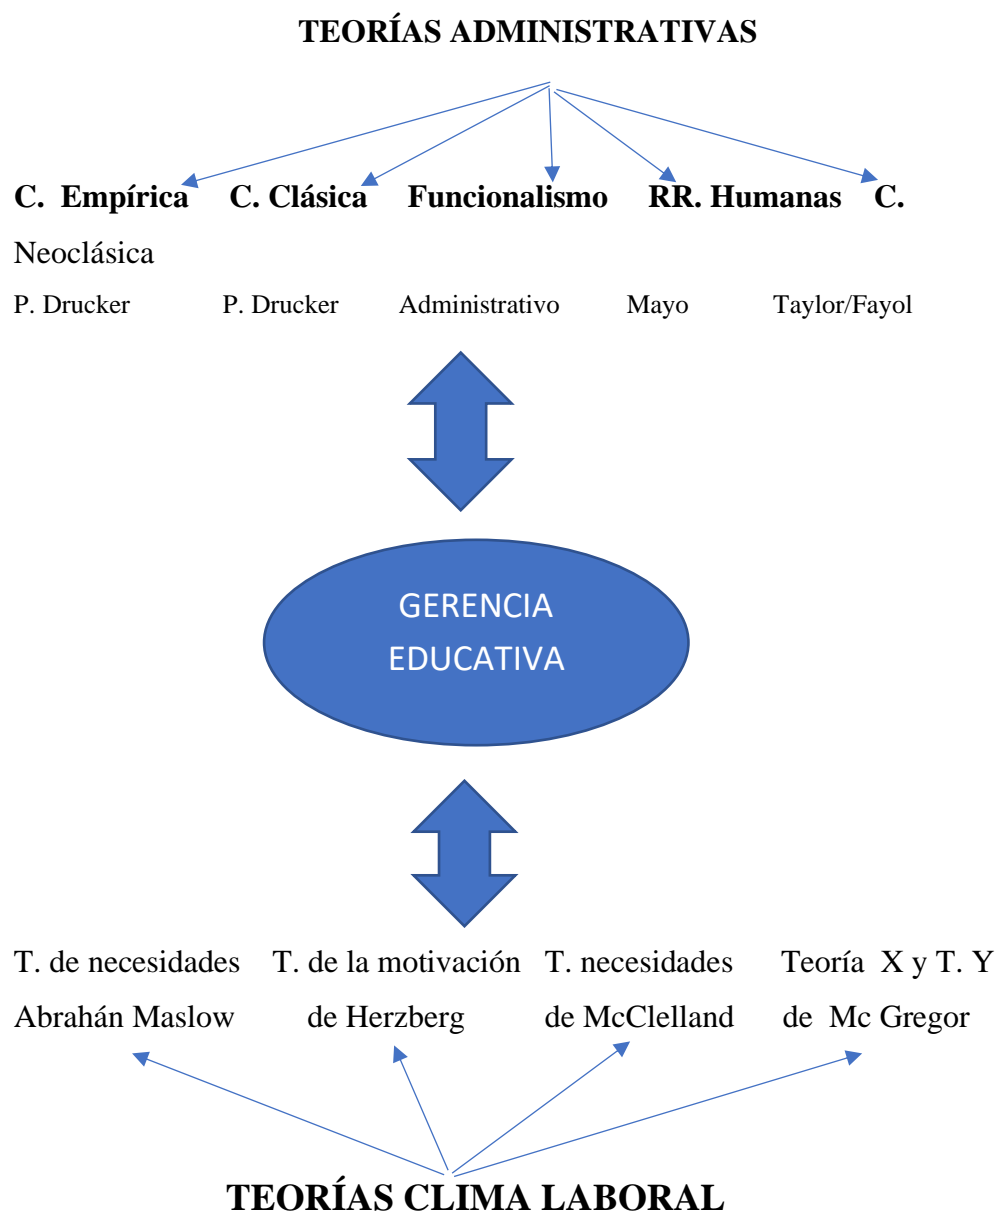 TEORÍAS ADMINISTRATIVAS
C. Empírica C. Clásica Funcionalismo RR. Humanas C.
Neoclásica
P. Drucker P. Drucker Administrativo Mayo Taylor/Fayol
GERENCIA
EDUCATIVA
T. de necesidades T. de la motivación T. necesidades Teoría X y T. Y
Abrahán Maslow de Herzberg de McClelland de Mc Gregor
TEORÍAS CLIMA LABORAL